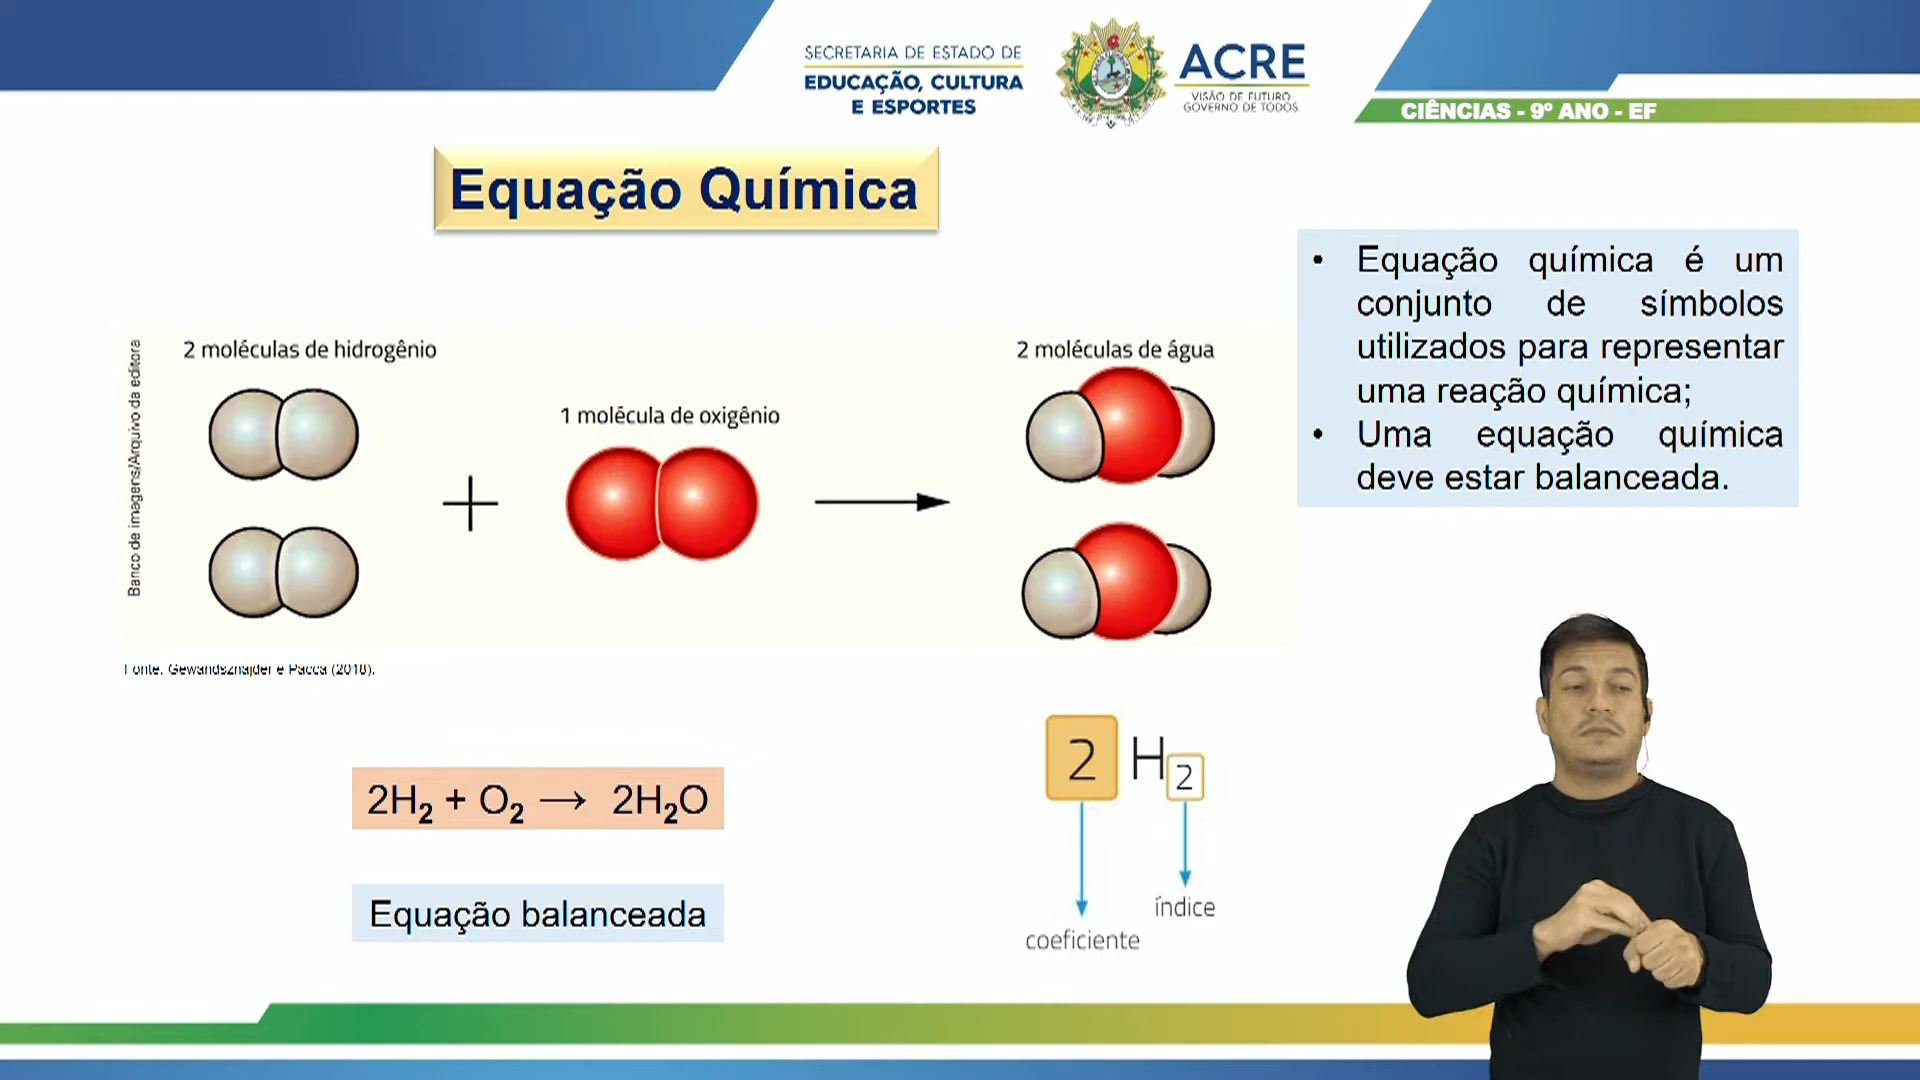 SECRETARIA DE ESTADO DE
EDUCAÇÃO, CULTURA
E ESPORTES
ACRE
VISÃO DE FUTURO
GOVERNO DE TODOS
CIÊNCIAS - 9º ANO - EF
Equação Química
• Equação química é um
conjunto de símbolos
utilizados para representar
uma reação química;
• Uma equação química
deve estar balanceada.
Banco de imagens/Arquivo da editora
2 moléculas de hidrogênio
1 molécula de oxigênio
2 moléculas de água
+
Fonte: Gewandsznajder e Pacca (2018).
2H₂ + O₂ → 2H₂O
Equação balanceada
2 H₂
índice
coeficiente